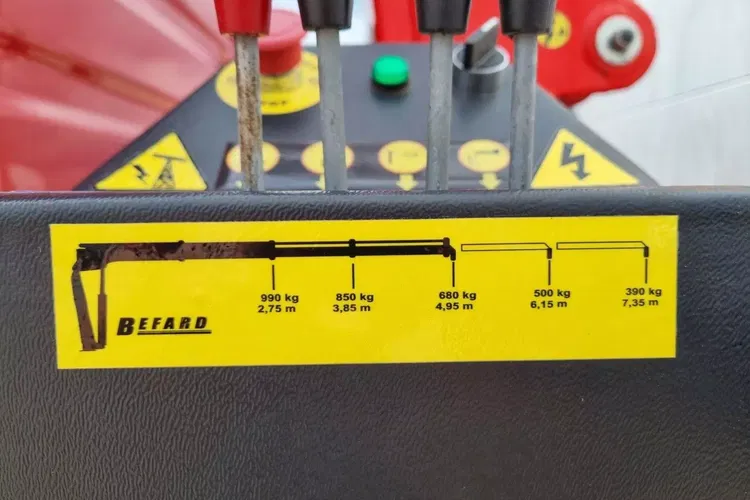 990 kg
2,75 m
850 kg
3,85 m
680 kg
4,95 m
500 kg
6,15 m
390 kg
7,35 m
BEFARD